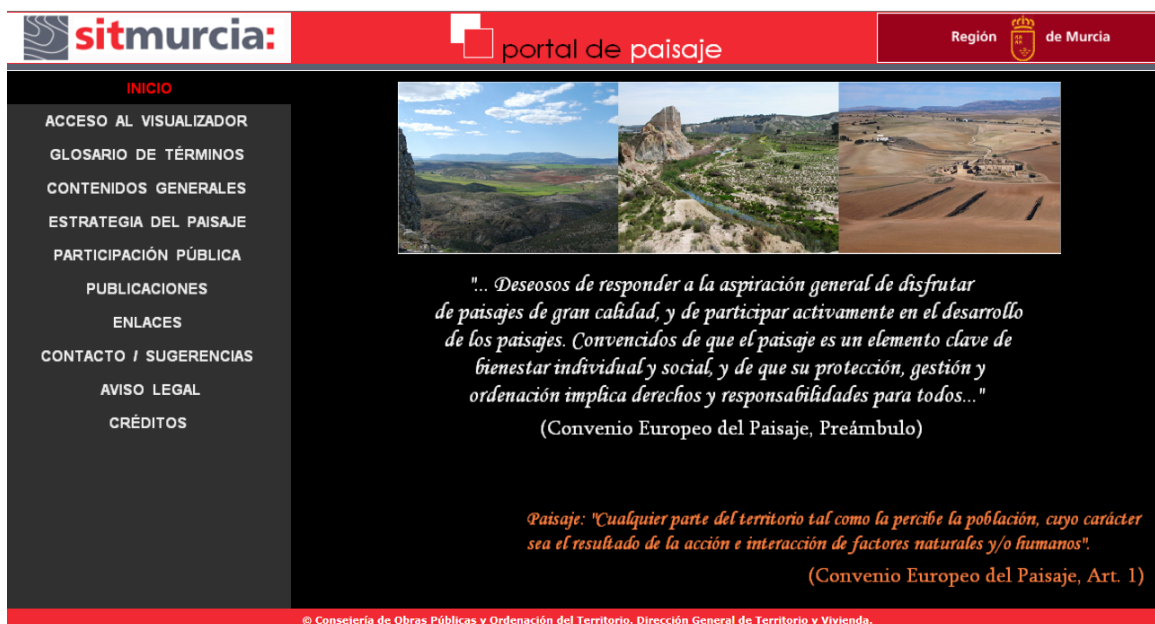 sitmurcia:
portal de paisaje
Región de Murcia
INICIO
ACCESO AL VISUALIZADOR
GLOSARIO DE TÉRMINOS
CONTENIDOS GENERALES
ESTRATEGIA DEL PAISAJE
PARTICIPACIÓN PÚBLICA
PUBLICACIONES
ENLACES
CONTACTO / SUGERENCIAS
AVISO LEGAL
CRÉDITOS
"... Deseosos de responder a la aspiración general de disfrutar
de paisajes de gran calidad, y de participar activamente en el desarrollo
de los paisajes. Convencidos de que el paisaje es un elemento clave de
bienestar individual y social, y de que su protección, gestión y
ordenación implica derechos y responsabilidades para todos..."
(Convenio Europeo del Paisaje, Preámbulo)
Paisaje: "Cualquier parte del territorio tal como la percibe la población, cuyo carácter
sea el resultado de la acción e interacción de factores naturales y/o humanos".
(Convenio Europeo del Paisaje, Art. 1)
© Consejería de Obras Públicas y Ordenación del Territorio. Dirección General de Territorio y Vivienda.